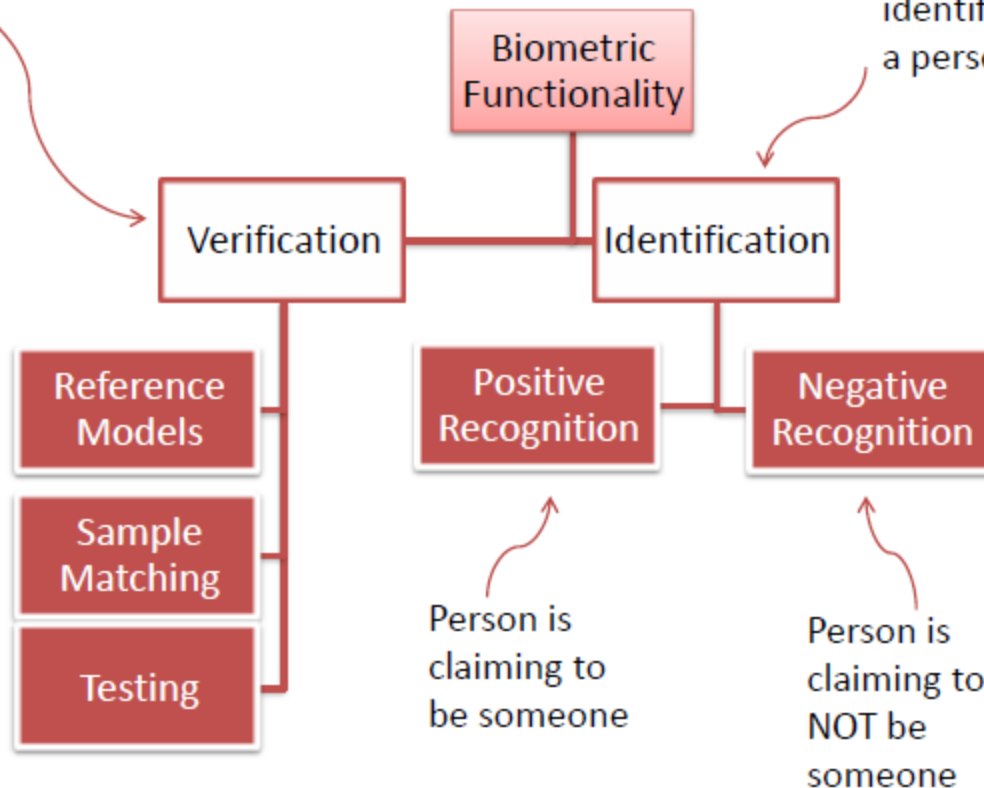 a
Biometric
Functionality
Verification
Identification
Reference
Models
Positive
Recognition
Negative
Recognition
Sample
Matching
Testing
Person is
claiming to
be someone
Person is
claiming to
NOT be
someone